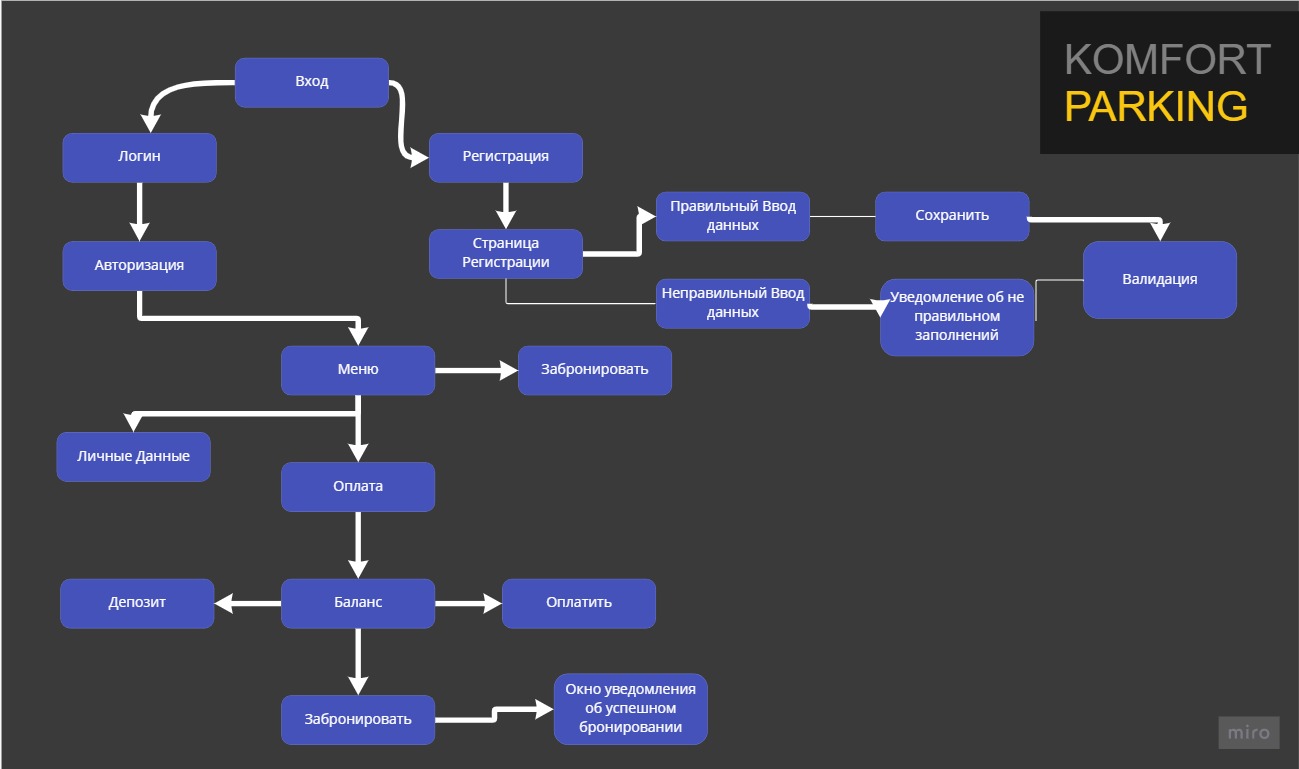 KOMFORT
PARKING
Вход
Логин
Регистрация
Правильный Ввод
данных
Сохранить
Страница
Регистрации
Авторизация
Валидация
Неправильный Ввод
данных
Уведомление об не
правильном
заполнений
Меню
Забронировать
Личные Данные
Оплата
Депозит
Баланс
Оплатить
Забронировать
Окно уведомления
об успешном
бронировании
miro